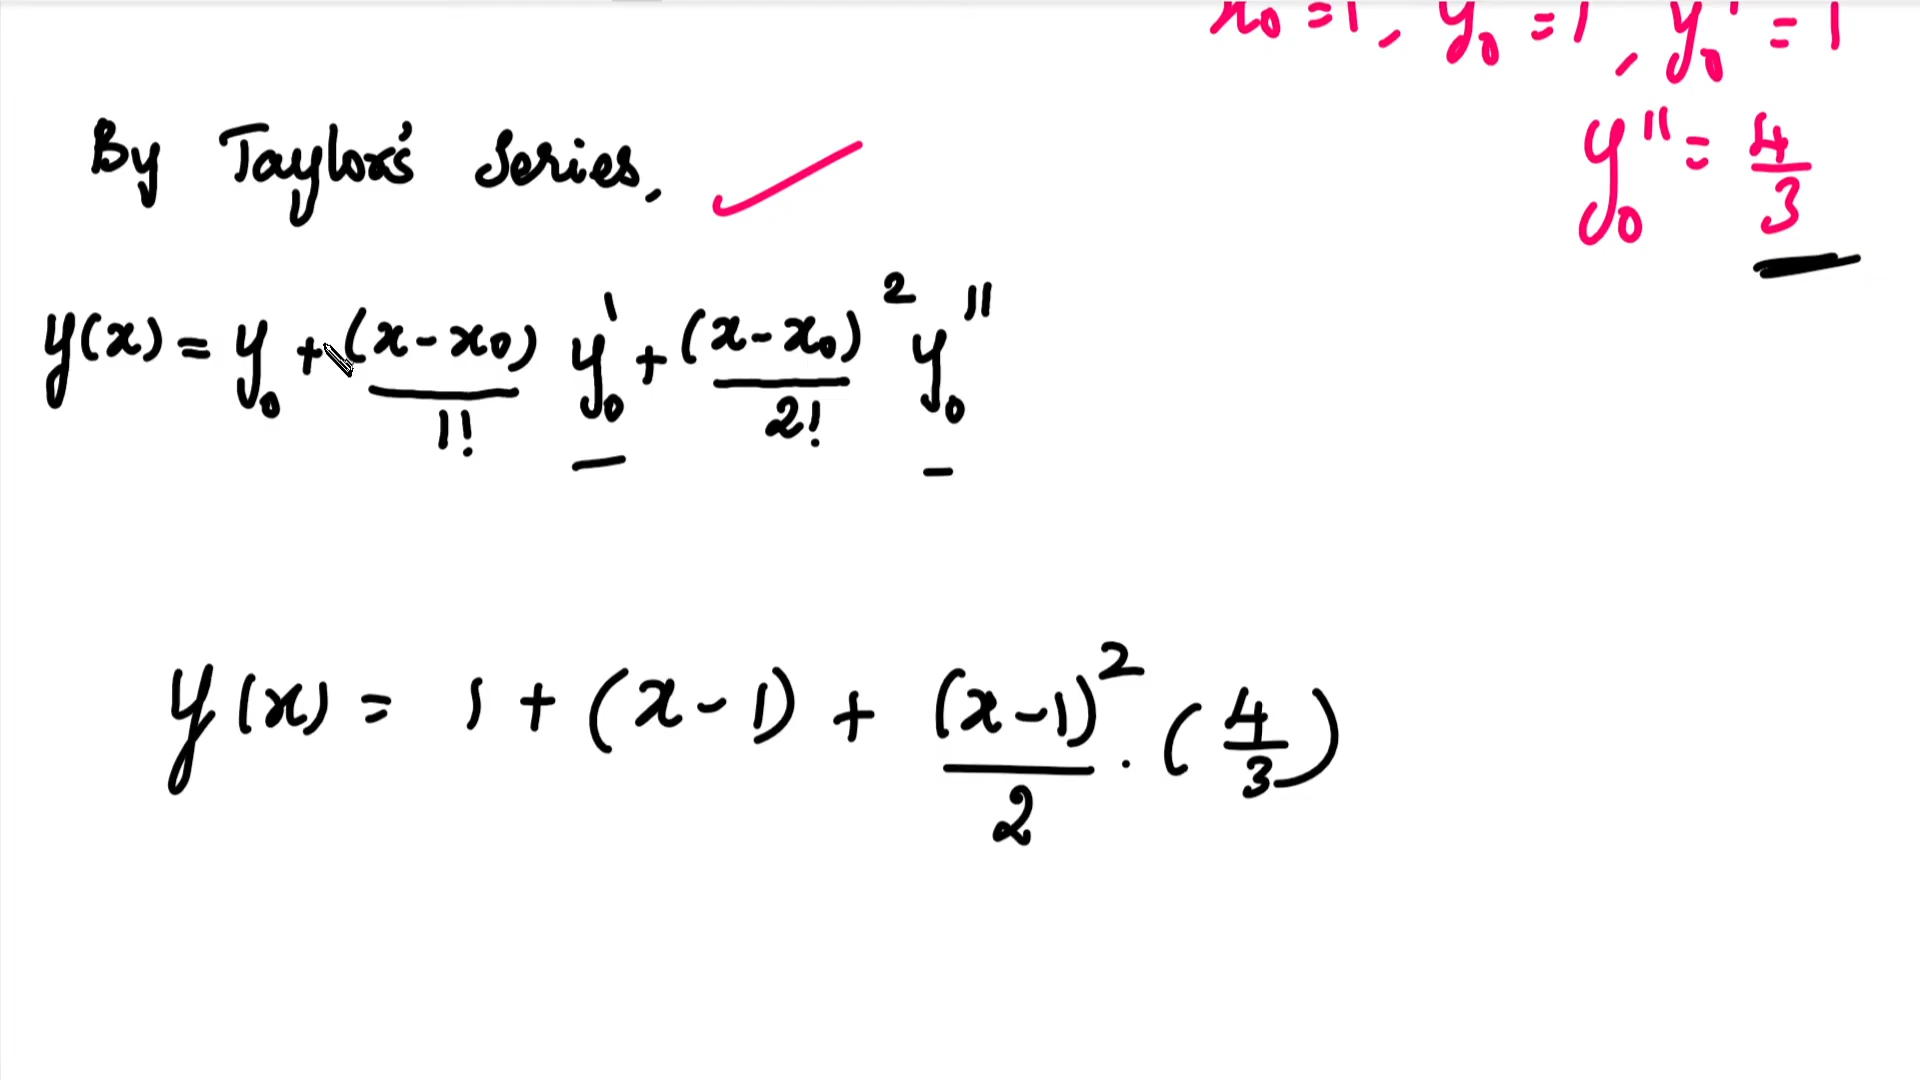 x₀ = 1, y₀ = 1, y₀' = 1
y₀'' = 4/3
By Taylor's Series,
y(x) = y₀ + (x-x₀)/1! y₀' + (x-x₀)²/2! y₀''
y(x) = 1 + (x-1) + (x-1)²/2 . (4/3)